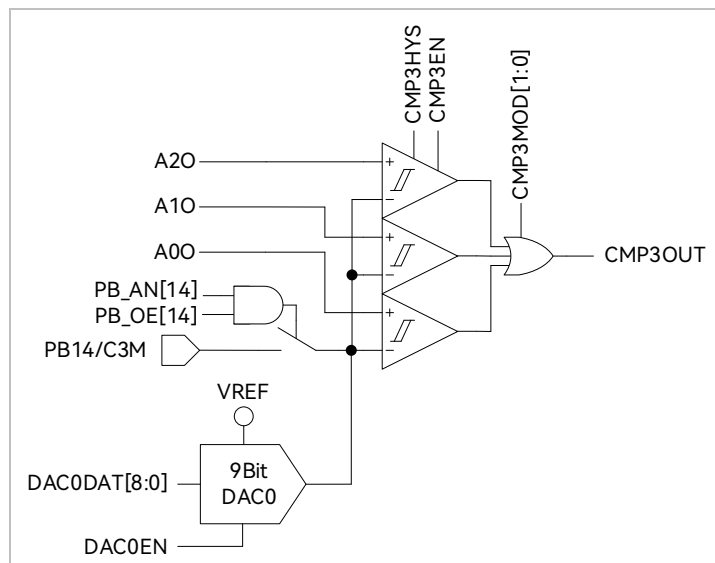 CMP3HYS
CMP3EN
CMP3MOD[1:0]
A2O
+
-
A1O
+
-
A0O
+
-
CMP3OUT
PB_AN[14]
PB_OE[14]
PB14/C3M
VREF
9Bit
DAC0
DAC0DAT[8:0]
DAC0EN